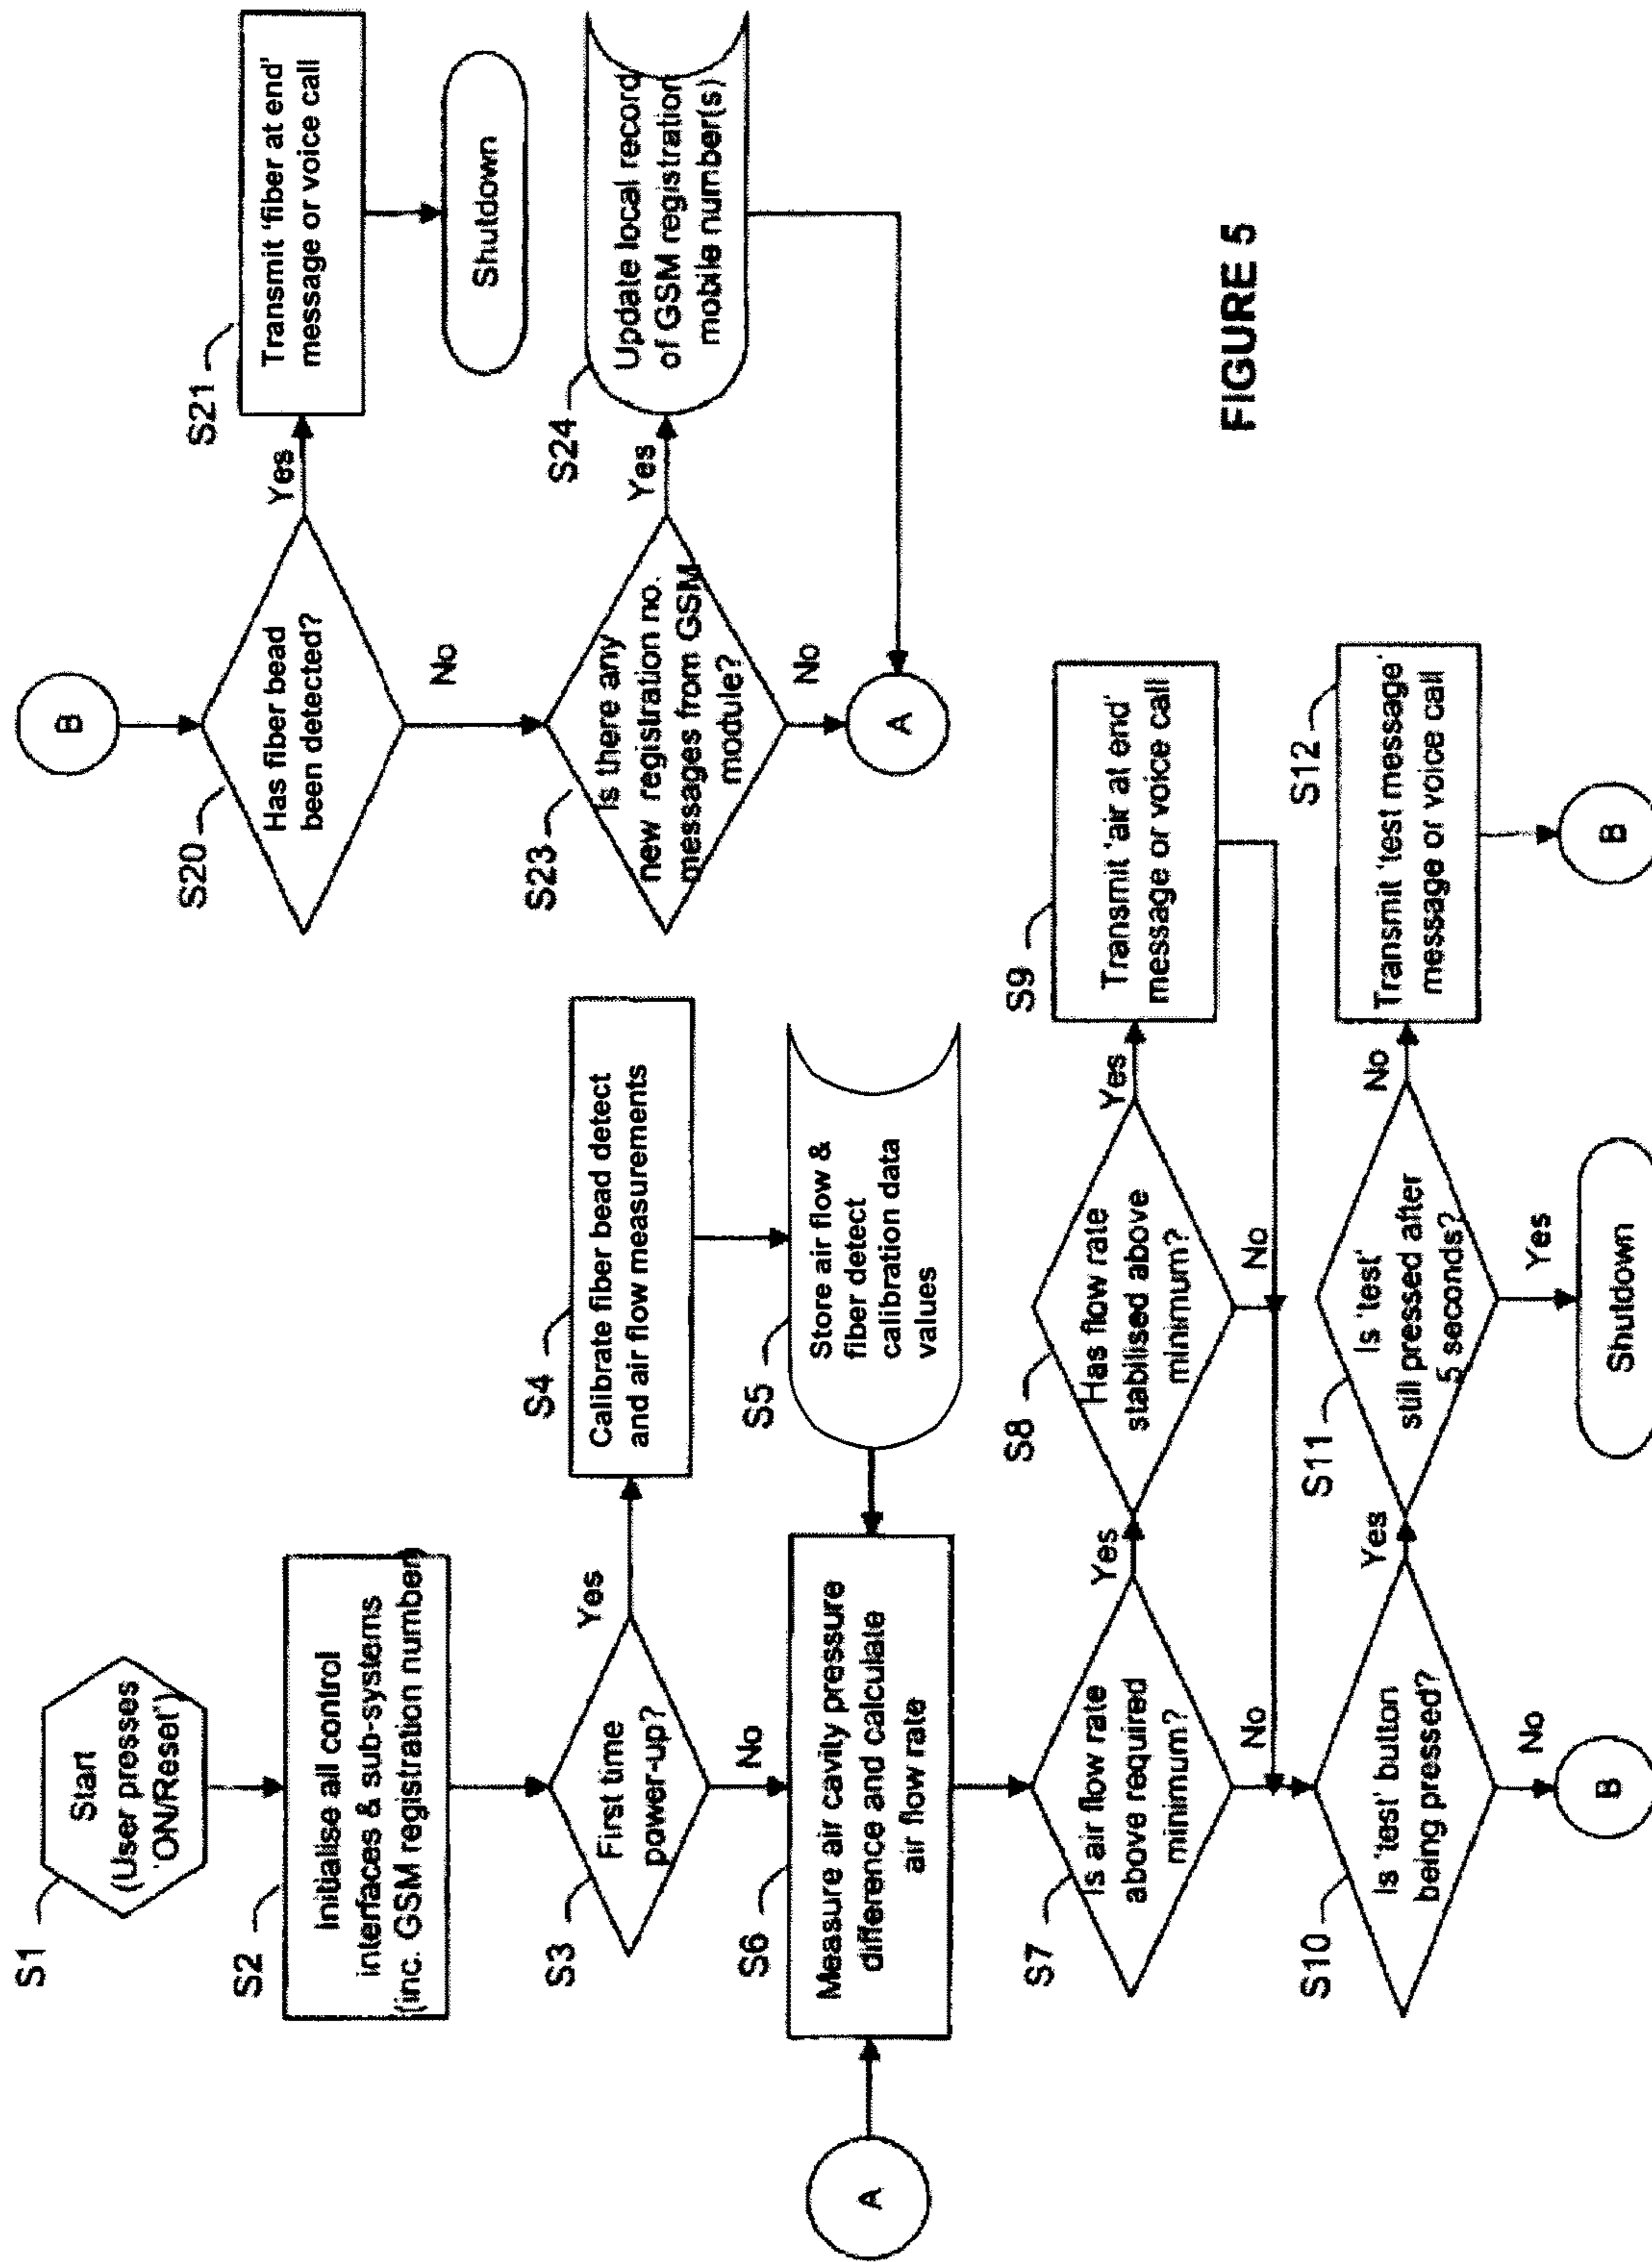 S1
Start
(User presses
'ON/Reset')
S2
Initialise all control
interfaces & sub-systems
(inc. GSM registration number)
S3
First time
power-up?
Yes
No
S4
Calibrate fiber bead detect
and air flow measurements
S5
Store air flow &
fiber detect
calibration data
values
A
S6
Measure air cavity pressure
difference and calculate
air flow rate
S7
Is air flow rate
above required
minimum?
Yes
No
S8
Has flow rate
stabilised above
minimum?
Yes
No
S9
Transmit 'air at end'
message or voice call
S10
Is 'test' button
being pressed?
Yes
No
B
S11
Is 'test'
still pressed after
5 seconds?
No
Yes
Shutdown
S12
Transmit 'test message'
message or voice call
B
B
S20
Has fiber bead
been detected?
Yes
No
S21
Transmit 'fiber at end'
message or voice call
Shutdown
S23
Is there any
new registration no.
messages from GSM
module?
Yes
No
S24
Update local record
of GSM registration
mobile number(s)
A
FIGURE 5